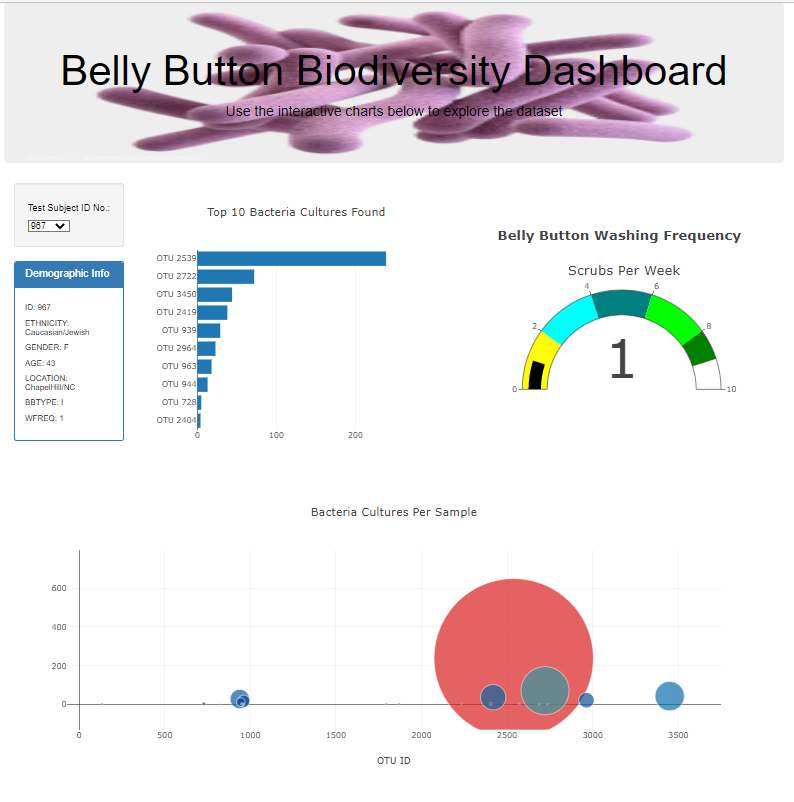 Belly Button Biodiversity Dashboard
Use the interactive charts below to explore the dataset
Test Subject ID No.:
967
Demographic Info
ID: 967
ETHNICITY:
Caucasian/Jewish
GENDER: F
AGE: 43
LOCATION:
ChapelHill/NC
BBTYPE: I
WFREQ: 1
Top 10 Bacteria Cultures Found
OTU 2539
OTU 2722
OTU 3450
OTU 2419
OTU 939
OTU 2964
OTU 963
OTU 944
OTU 728
OTU 2404
0 100 200
Belly Button Washing Frequency
Scrubs Per Week
0 2 4 6 8 10
1
Bacteria Cultures Per Sample
600
400
200
0
0 500 1000 1500 2000 2500 3000 3500
OTU ID